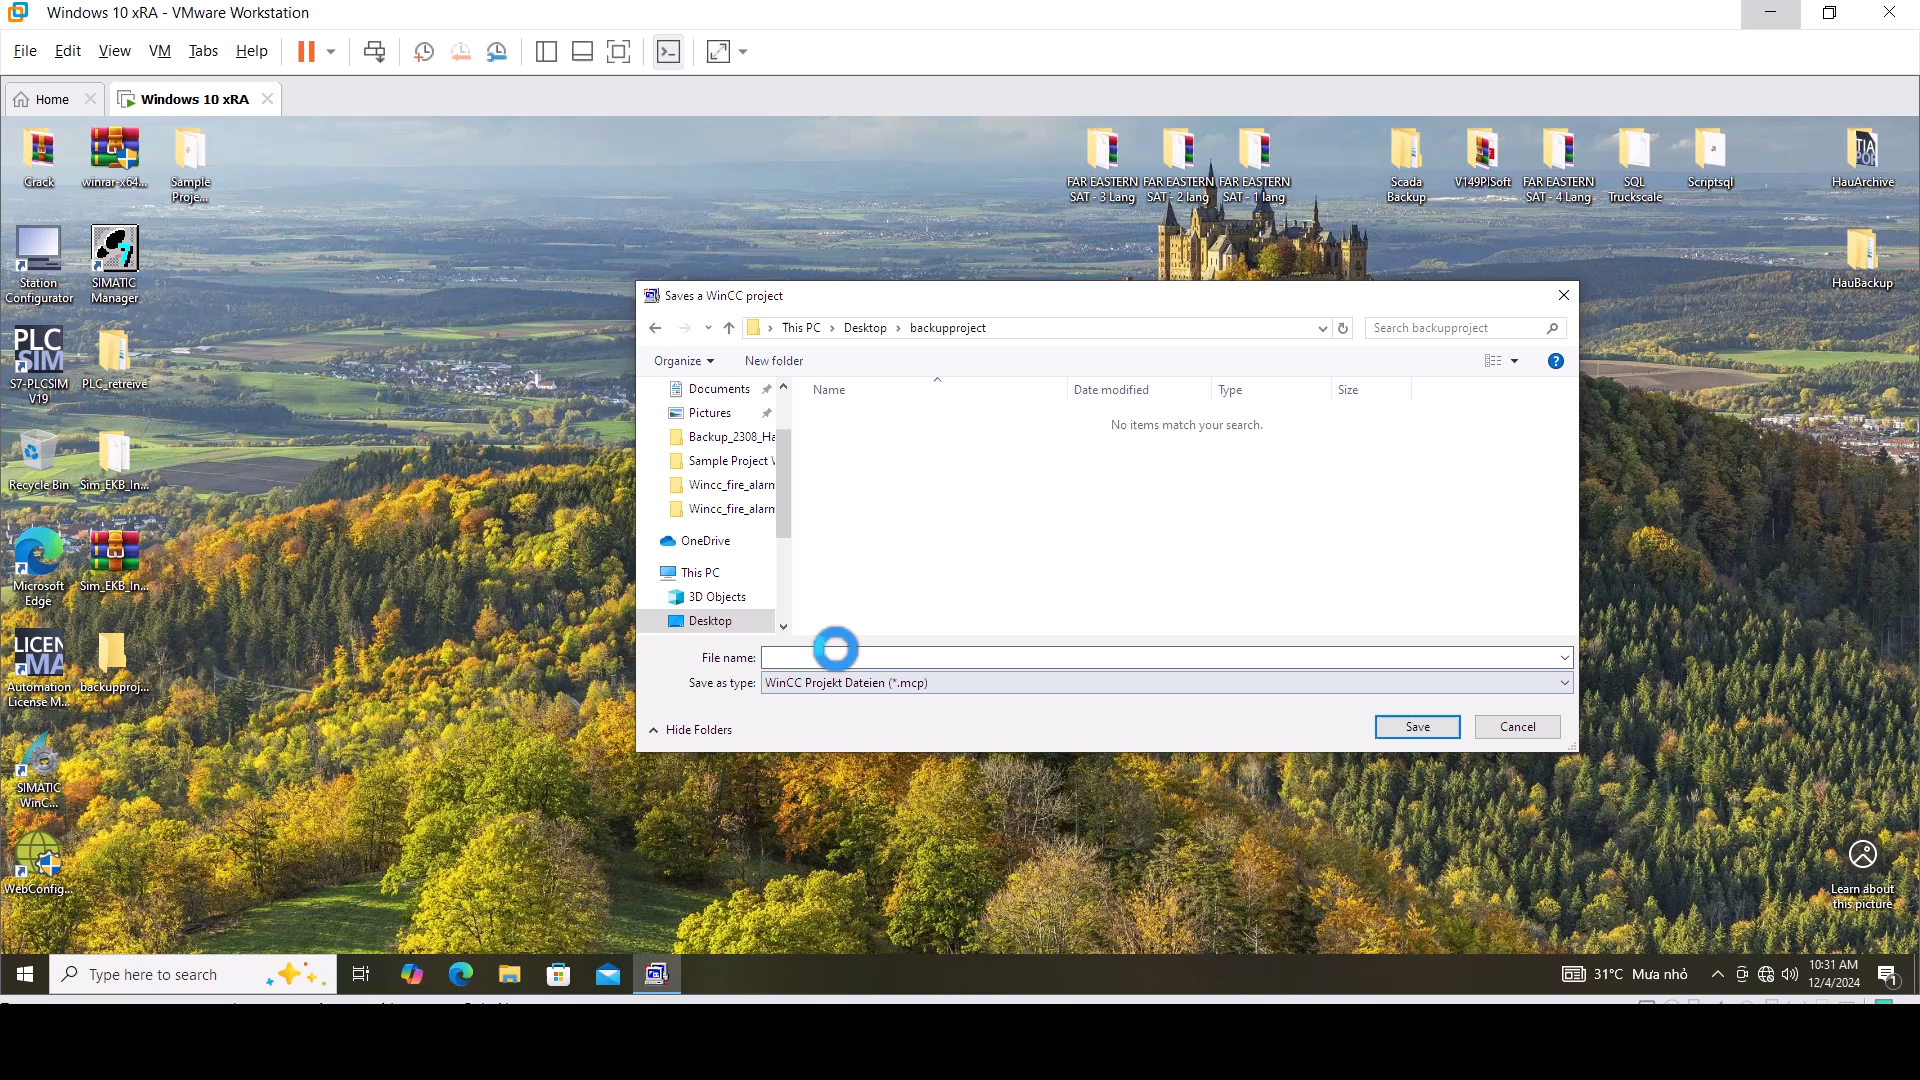 Windows 10 xRA - VMware Workstation
File Edit View VM Tabs Help
Home
Windows 10 xRA
Crack
winrar-x64...
Sample
Proje...
FAR EASTERN
SAT - 3 Lang
FAR EASTERN
SAT - 2 lang
FAR EASTERN
SAT - 1 lang
Scada
Backup
V149PISoft
FAR EASTERN
SAT - 4 Lang
SQL
Truckscale
Scriptsql
HauArchive
Station
Configurator
SIMATIC
Manager
HauBackup
PLC
SIM
S7-PLCSIM
V19
PLC_retreive
Recycle Bin
Sim_EKB_In...
Microsoft
Edge
Sim_EKB_In...
Automation
License M...
backupproj...
SIMATIC
WinC...
WebConfig...
Saves a WinCC project
This PC
Desktop
backupproject
Search backupproject
Organize
New folder
Name
Date modified
Type
Size
No items match your search.
Documents
Pictures
Backup_2308_Ha
Sample Project
Wincc_fire_alarm
Wincc_fire_alarm
OneDrive
This PC
3D Objects
Desktop
File name:
Save as type: WinCC Projekt Dateien (*.mcp)
Hide Folders
Save
Cancel
Learn about
this picture
Type here to search
31°C Mưa nhỏ
10:31 AM
12/4/2024
1